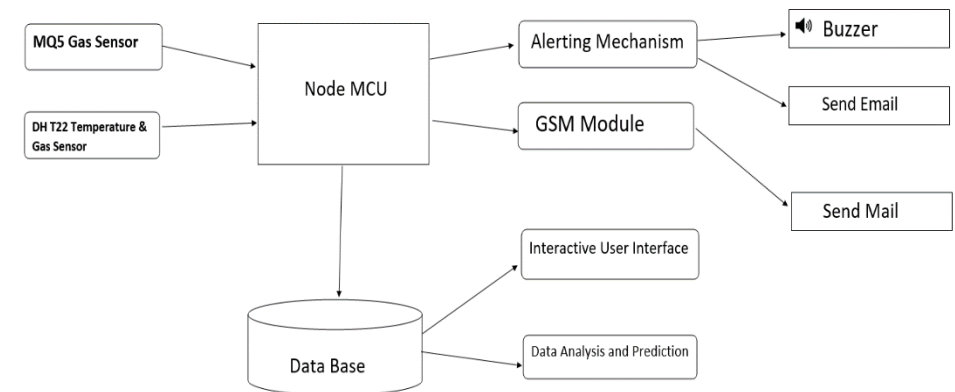 MQ5 Gas Sensor
DH T22 Temperature &
Gas Sensor
Node MCU
Alerting Mechanism
GSM Module
Buzzer
Send Email
Send Mail
Interactive User Interface
Data Base
Data Analysis and Prediction